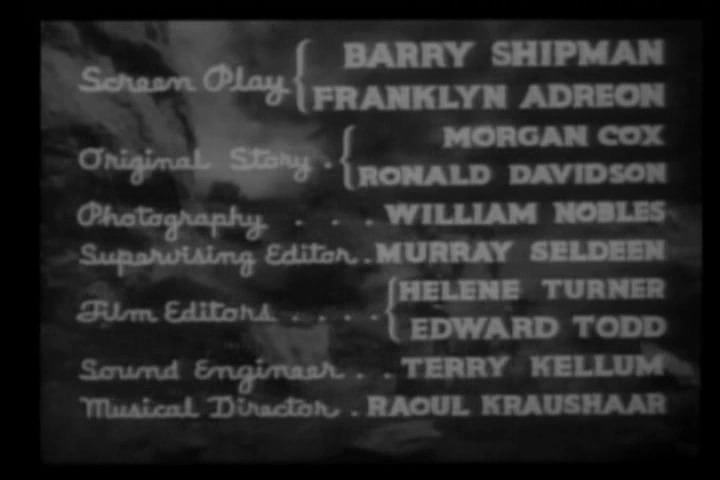 Screen Play { BARRY SHIPMAN
FRANKLYN ADREON
Original Story . { MORGAN COX
RONALD DAVIDSON
Photography . . . WILLIAM NOBLES
Supervising Editor . MURRAY SELDEEN
Film Editors . . . . { HELENE TURNER
EDWARD TODD
Sound Engineer . . TERRY KELLUM
Musical Director . RAOUL KRAUSHAAR